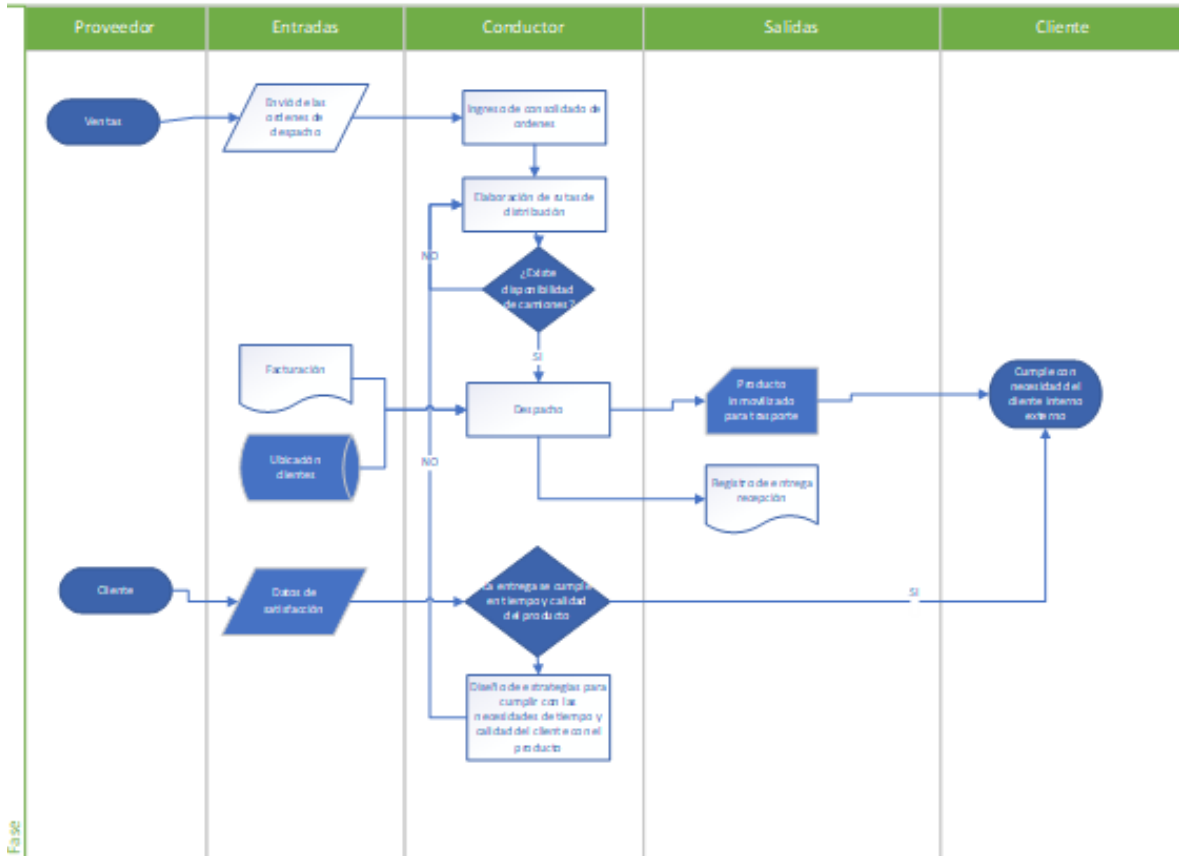 Proveedor
Entradas
Conductor
Salidas
Cliente
Ventas
Envió de las
ordenes de
despacho
Ingreso de consolidado de
ordenes
Elaboración de rutas de
distribución
NO
¿Existe
disponibilidad
de camiones?
SI
Facturación
Ubicación
clientes
Despacho
Producto
inmovilizado
para trasporte
Cumple con
necesidad del
cliente interno
externo
NO
Registro de entrega
recepción
Cliente
Datos de
satisfacción
La entrega se cumple
en tiempo y calidad
del producto
SI
Diseño de estrategias para
cumplir con las
necesidades de tiempo y
calidad del cliente con el
producto
Fase